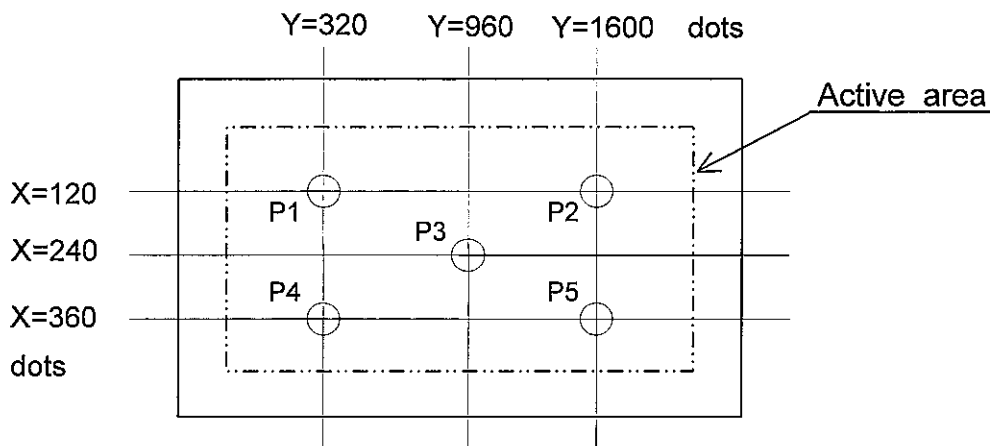 Y=320 Y=960 Y=1600 dots
Active area
X=120
P1 P2
P3
X=240
P4 P5
X=360
dots